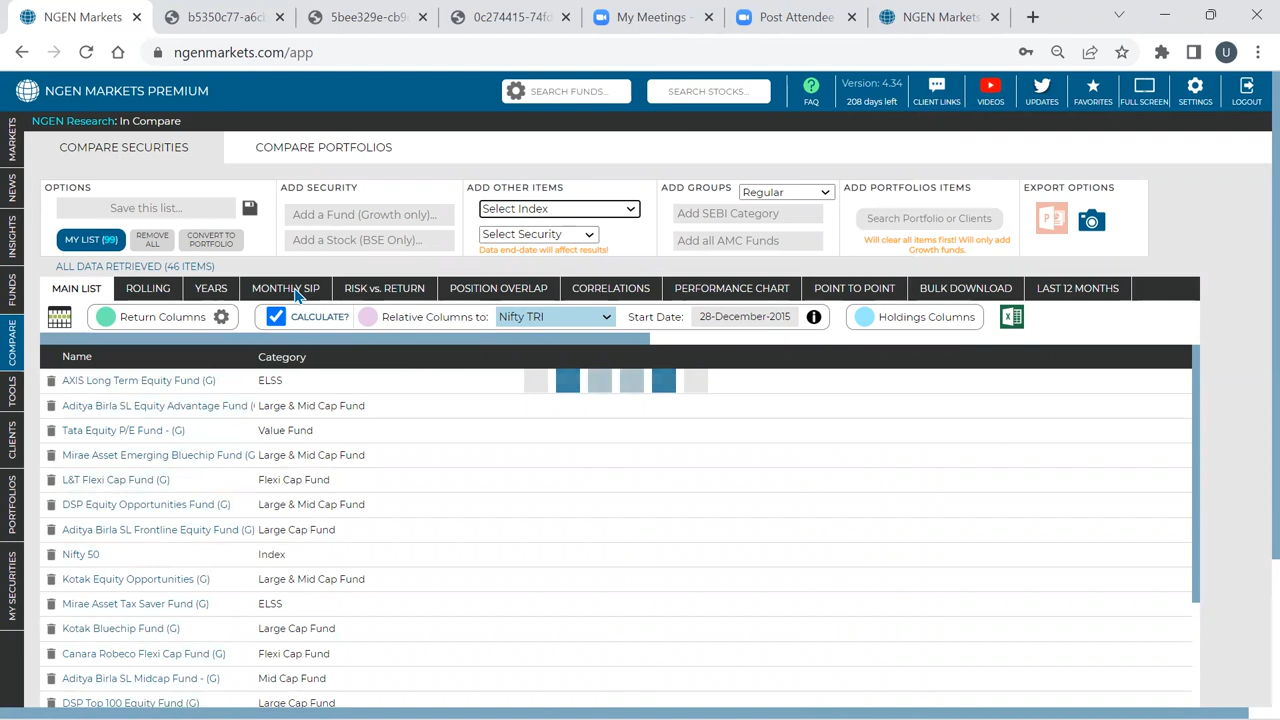 NGEN Markets
b5350c77-a6c
5bee329e-cb9
0c274415-74fd
My Meetings -
Post Attendee
NGEN Markets
ngenmarkets.com/app
U
NGEN MARKETS PREMIUM
SEARCH FUNDS...
SEARCH STOCKS...
FAQ
Version: 4.34
208 days left
CLIENT LINKS
VIDEOS
UPDATES
FAVORITES
FULL SCREEN
SETTINGS
LOGOUT
NGEN Research: In Compare
MARKETS
NEWS
INSIGHTS
FUNDS
COMPARE
TOOLS
CLIENTS
PORTFOLIOS
MY SECURITIES
COMPARE SECURITIES
COMPARE PORTFOLIOS
OPTIONS
Save this list...
MY LIST (99)
REMOVE ALL
CONVERT TO PORTFOLIO
ADD SECURITY
Add a Fund (Growth only)...
Add a Stock (BSE Only)...
ADD OTHER ITEMS
Select Index
Select Security
Data end-date will affect results!
ADD GROUPS
Regular
Add SEBI Category
Add all AMC Funds
ADD PORTFOLIOS ITEMS
Search Portfolio or Clients
Will clear all items first! Will only add
Growth funds!
EXPORT OPTIONS
ALL DATA RETRIEVED (46 ITEMS)
MAIN LIST
ROLLING
YEARS
MONTHLY SIP
RISK vs. RETURN
POSITION OVERLAP
CORRELATIONS
PERFORMANCE CHART
POINT TO POINT
BULK DOWNLOAD
LAST 12 MONTHS
Return Columns
CALCULATE?
Relative Columns to:
Nifty TRI
Start Date:
28-December-2015
Holdings Columns
Name Category
AXIS Long Term Equity Fund (G) ELSS
Aditya Birla SL Equity Advantage Fund ( Large & Mid Cap Fund
Tata Equity P/E Fund - (G) Value Fund
Mirae Asset Emerging Bluechip Fund (G Large & Mid Cap Fund
L&T Flexi Cap Fund (G) Flexi Cap Fund
DSP Equity Opportunities Fund (G) Large & Mid Cap Fund
Aditya Birla SL Frontline Equity Fund (G) Large Cap Fund
Nifty 50 Index
Kotak Equity Opportunities (G) Large & Mid Cap Fund
Mirae Asset Tax Saver Fund (G) ELSS
Kotak Bluechip Fund (G) Large Cap Fund
Canara Robeco Flexi Cap Fund (G) Flexi Cap Fund
Aditya Birla SL Midcap Fund - (G) Mid Cap Fund
DSP Top 100 Equity Fund (G) Large Cap Fund